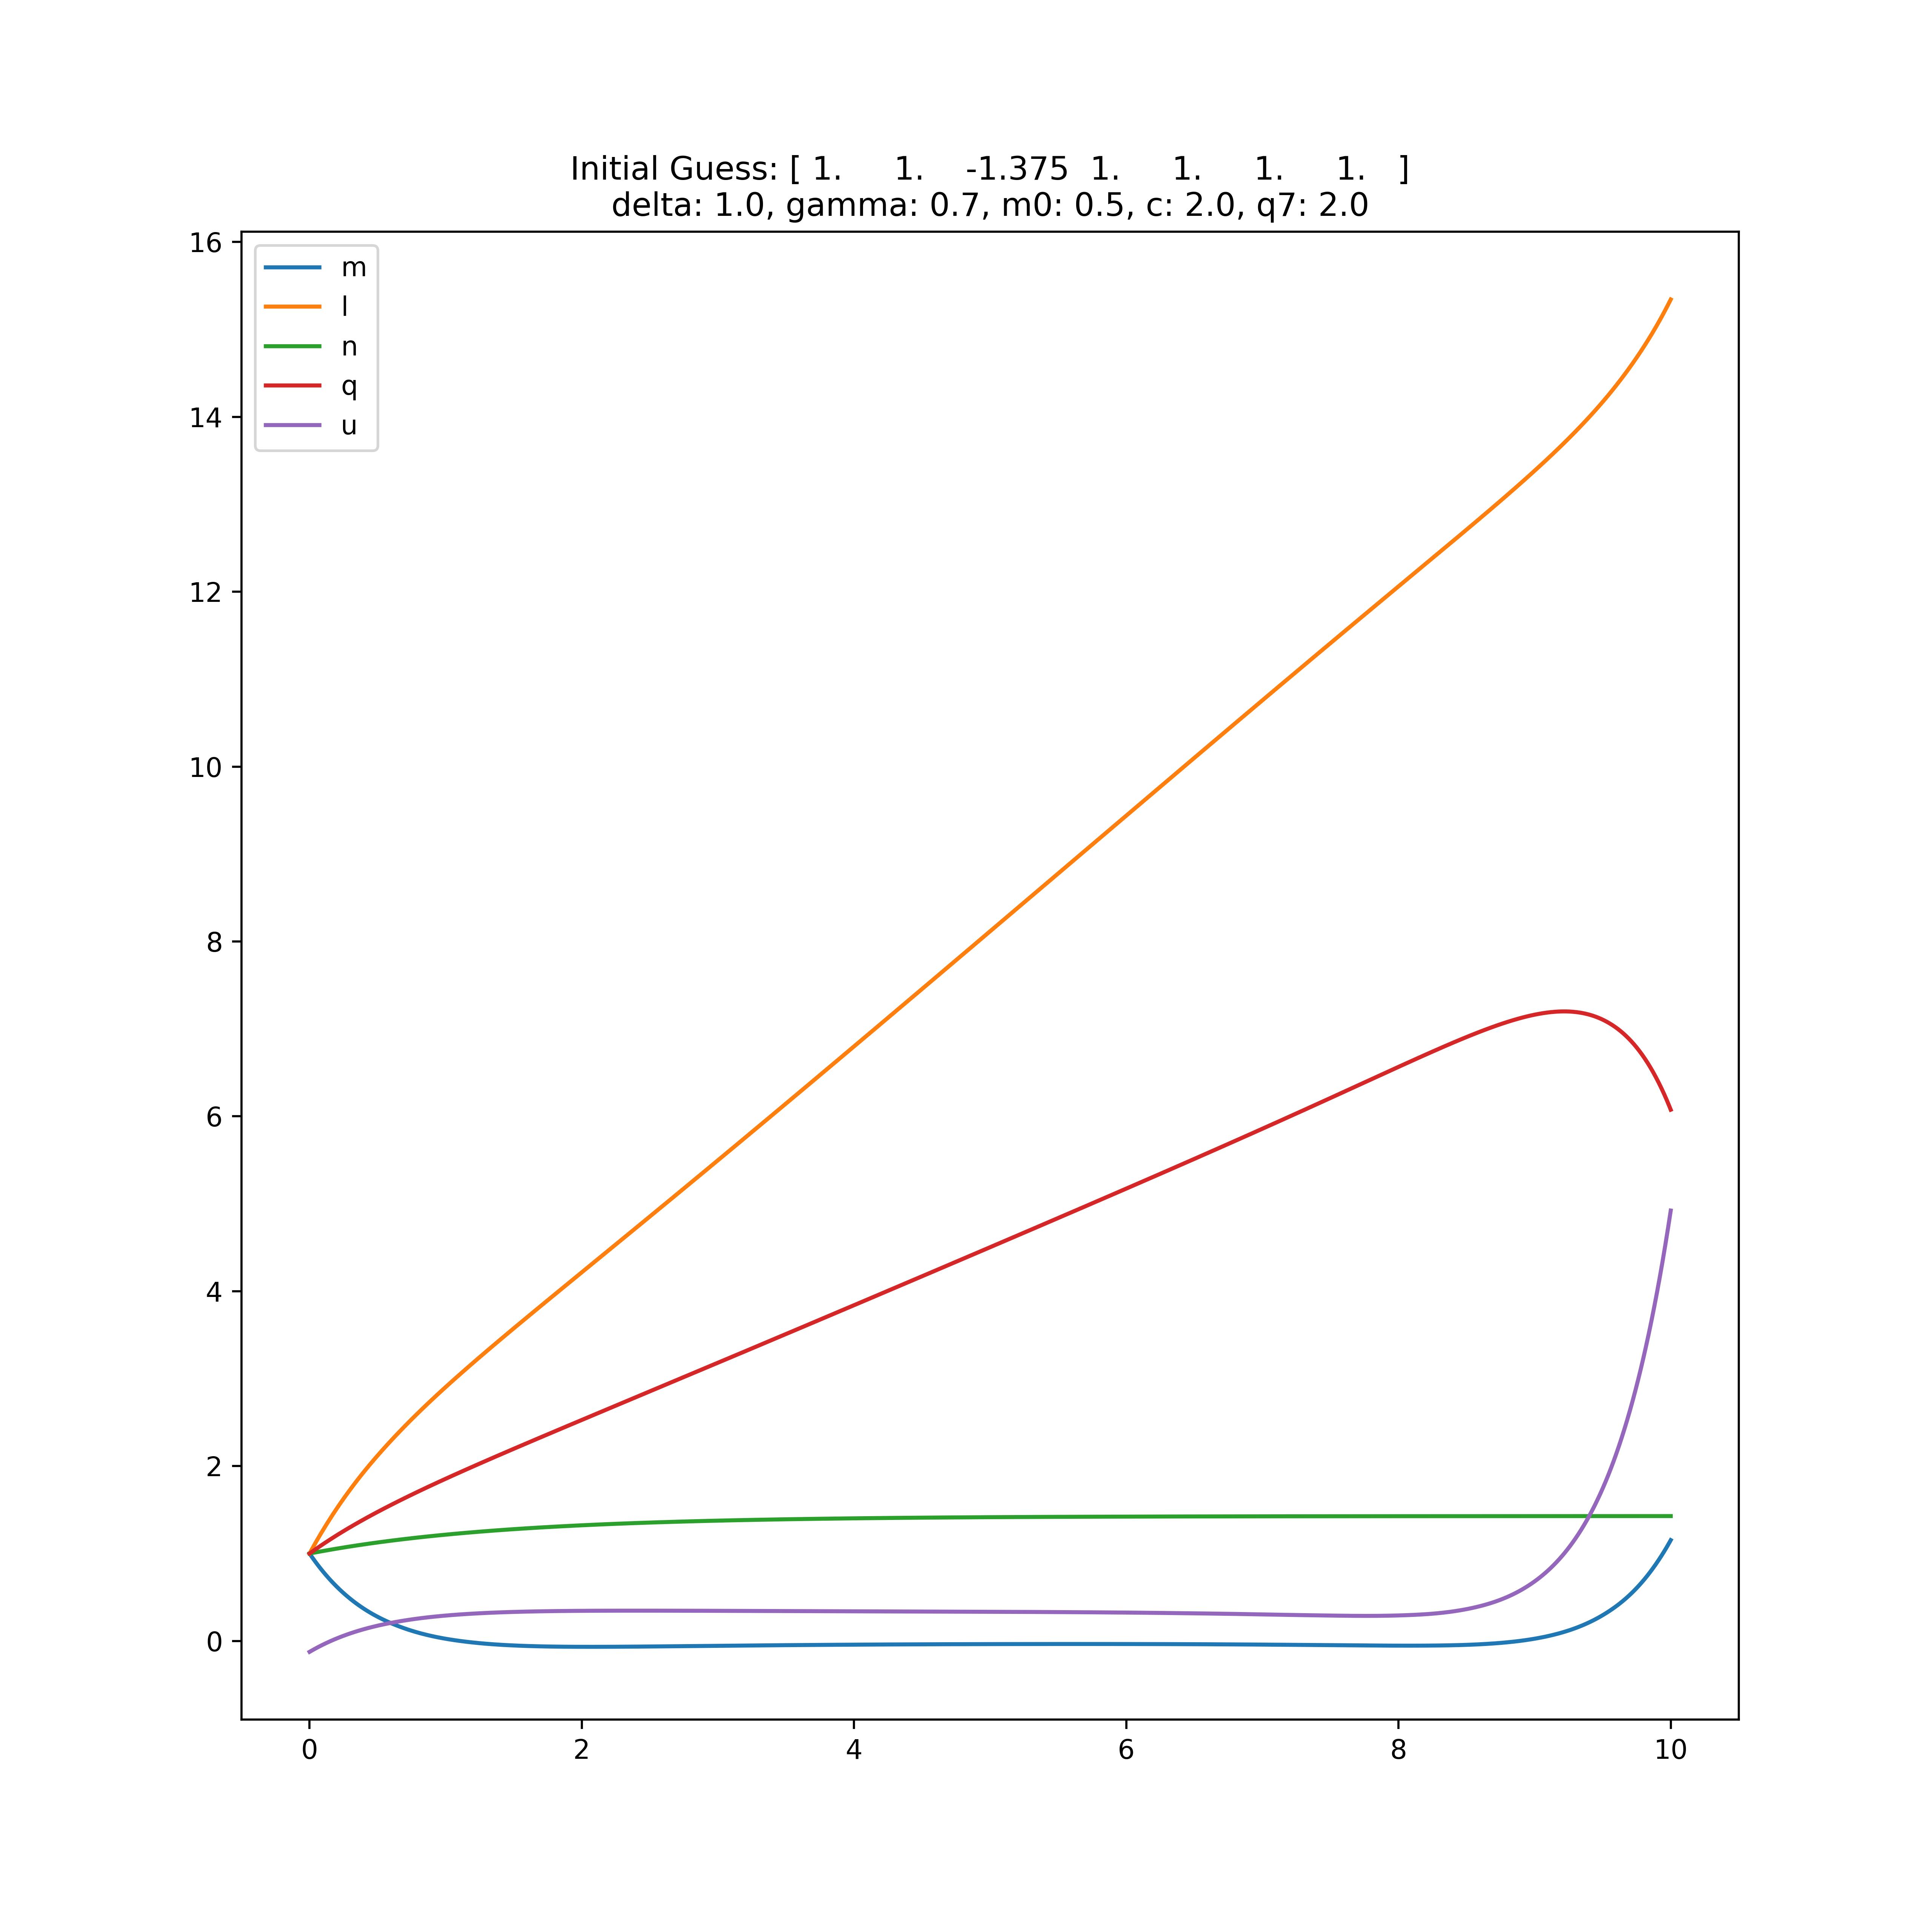 Initial Guess: [ 1. 1. -1.375 1. 1. 1. 1. ]
delta: 1.0, gamma: 0.7, m0: 0.5, c: 2.0, q7: 2.0
16
14
12
10
8
6
4
2
0
m
l
n
q
u
0 2 4 6 8 10